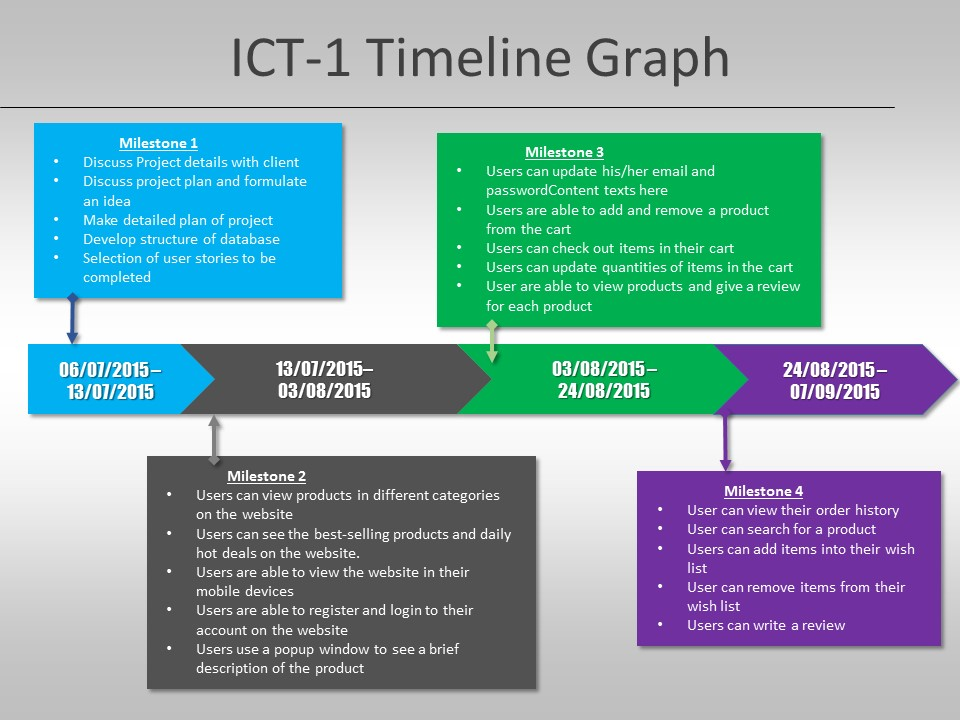 ICT-1 Timeline Graph
Milestone 1
• Discuss Project details with client
• Discuss project plan and formulate
an idea
• Make detailed plan of project
• Develop structure of database
• Selection of user stories to be
completed
Milestone 3
• Users can update his/her email and
passwordContent texts here
• Users are able to add and remove a product
from the cart
• Users can check out items in their cart
• Users can update quantities of items in the cart
• User are able to view products and give a review
for each product
06/07/2015 –
13/07/2015
13/07/2015–
03/08/2015
03/08/2015 –
24/08/2015
24/08/2015 –
07/09/2015
Milestone 2
• Users can view products in different categories
on the website
• Users can see the best-selling products and daily
hot deals on the website.
• Users are able to view the website in their
mobile devices
• Users are able to register and login to their
account on the website
• Users use a popup window to see a brief
description of the product
Milestone 4
• User can view their order history
• User can search for a product
• Users can add items into their wish
list
• User can remove items from their
wish list
• Users can write a review